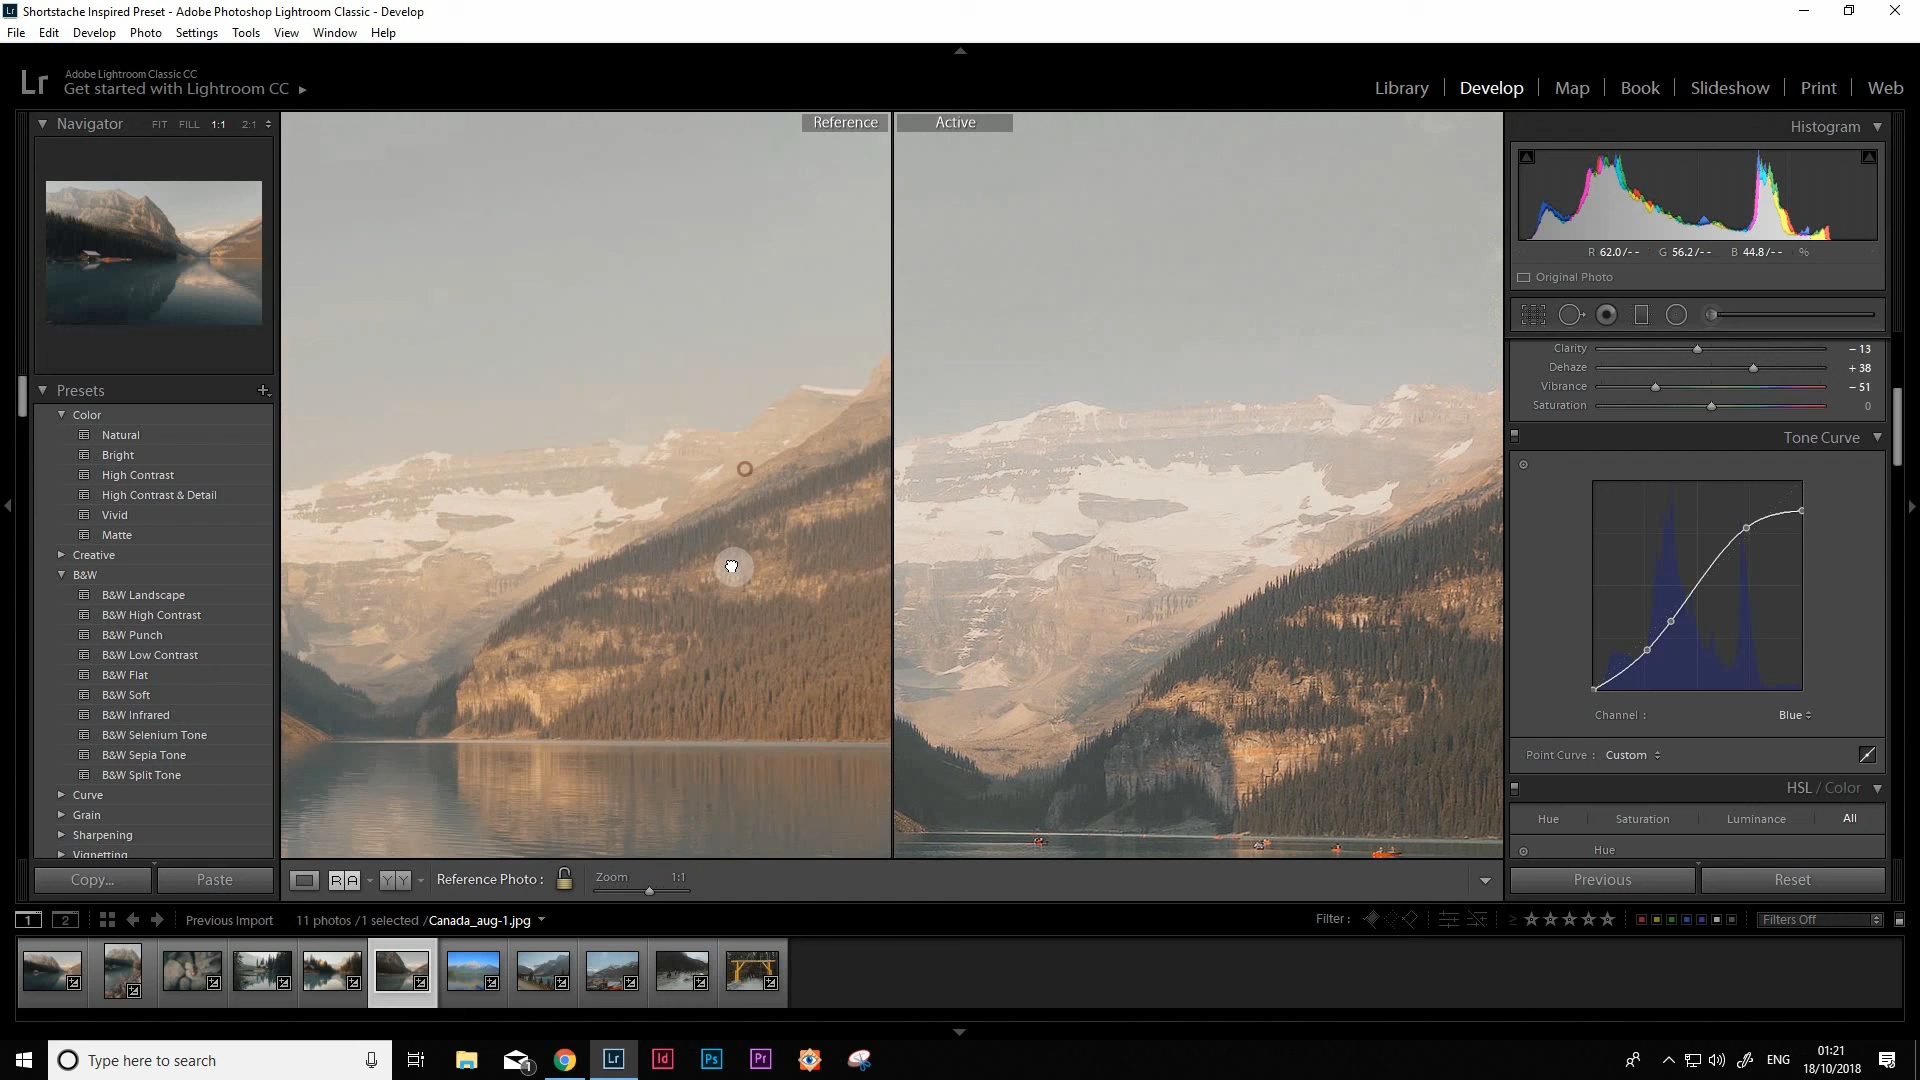 Shortstache Inspired Preset - Adobe Photoshop Lightroom Classic - Develop
File Edit Develop Photo Settings Tools View Window Help
Lr
Adobe Lightroom Classic CC
Get started with Lightroom CC
Library Develop Map Book Slideshow Print Web
Navigator FIT FILL 1:1 2:1
Reference
Active
Histogram
R 62.0/-- G 56.2/-- B 44.8/-- %
Original Photo
Clarity - 13
Dehaze + 38
Vibrance - 51
Saturation 0
Tone Curve
Channel : Blue
Point Curve : Custom
HSL / Color
Hue Saturation Luminance All
Hue
Previous Reset
Presets +
Color
Natural
Bright
High Contrast
High Contrast & Detail
Vivid
Matte
Creative
B&W
B&W Landscape
B&W High Contrast
B&W Punch
B&W Low Contrast
B&W Flat
B&W Soft
B&W Infrared
B&W Selenium Tone
B&W Sepia Tone
B&W Split Tone
Curve
Grain
Sharpening
Vignetting
Copy... Paste
R A Y Y Reference Photo : Zoom 1:1
1 2 Previous Import 11 photos /1 selected /Canada_aug-1.jpg
Filter : ≥ Filters Off
Type here to search
1 Lr Id Ps Pr
ENG
01:21
18/10/2018